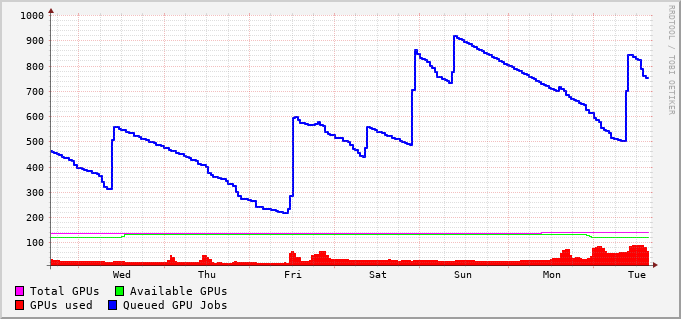 1000
900
800
700
600
500
400
300
200
100
Wed Thu Fri Sat Sun Mon Tue
Total GPUs Available GPUs
GPUs used Queued GPU Jobs
RRDTOOL / TOBI OETIKER